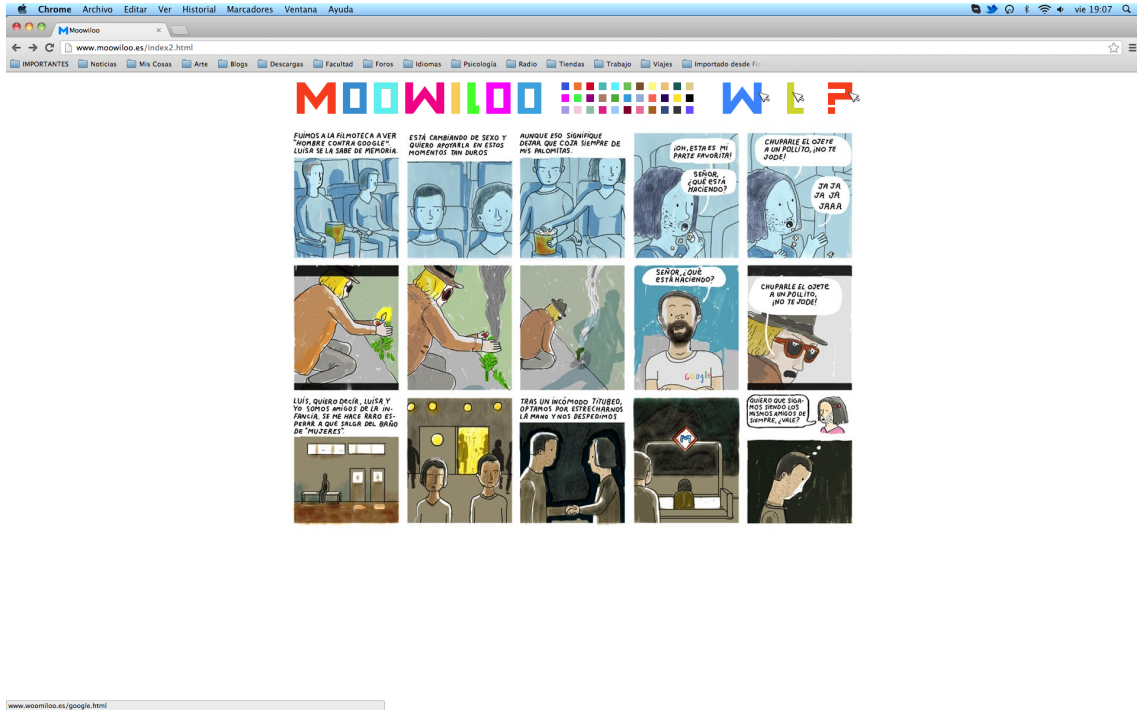 Chrome Archivo Editar Ver Historial Marcadores Ventana Ayuda
vie 19:07
Moowiloo
www.moowiloo.es/index2.html
IMPORTANTES Noticias Mis Cosas Arte Blogs Descargas Facultad Foros Idiomas Psicología Radio Tiendas Trabajo Viajes Importado desde
MOOWILOO W L ?
FUÍMOS A LA FILMOTECA A VER
"HOMBRE CONTRA GOOGLE".
LUISA SE LA SABE DE MEMORIA.
ESTÁ CAMBIANDO DE SEXO Y
QUIERO APOYARLA EN ESTOS
MOMENTOS TAN DUROS
AUNQUE ESO SIGNIFIQUE
DEJAR QUE COJA SIEMPRE DE
MIS PALOMITAS.
¡OH, ESTA ES MI
PARTE FAVORITA!
SEÑOR,
¿QUÉ ESTÁ
HACIENDO?
CHUPARLE EL OJETE
A UN POLLITO, ¡NO TE
JODE!
JA JA
JA JA
JAAA
SEÑOR, ¿QUÉ
ESTÁ HACIENDO?
Google
CHUPARLE EL OJETE
A UN POLLITO,
¡NO TE JODE!
LUIS, QUIERO DECIR, LUISA Y
YO SOMOS AMIGOS DE LA IN-
FANCIA. SE ME HACE RARO ES-
PERAR A QUE SALGA DEL BAÑO
DE "MUJERES".
TRAS UN INCÓMODO TITUBEO,
OPTAMOS POR ESTRECHARNOS
LA MANO Y NOS DESPEDIMOS
M
QUIERO QUE SIGA-
MOS SIENDO LOS
MISMOS AMIGOS DE
SIEMPRE, ¿VALE?
www.woomiloo.es/google.html